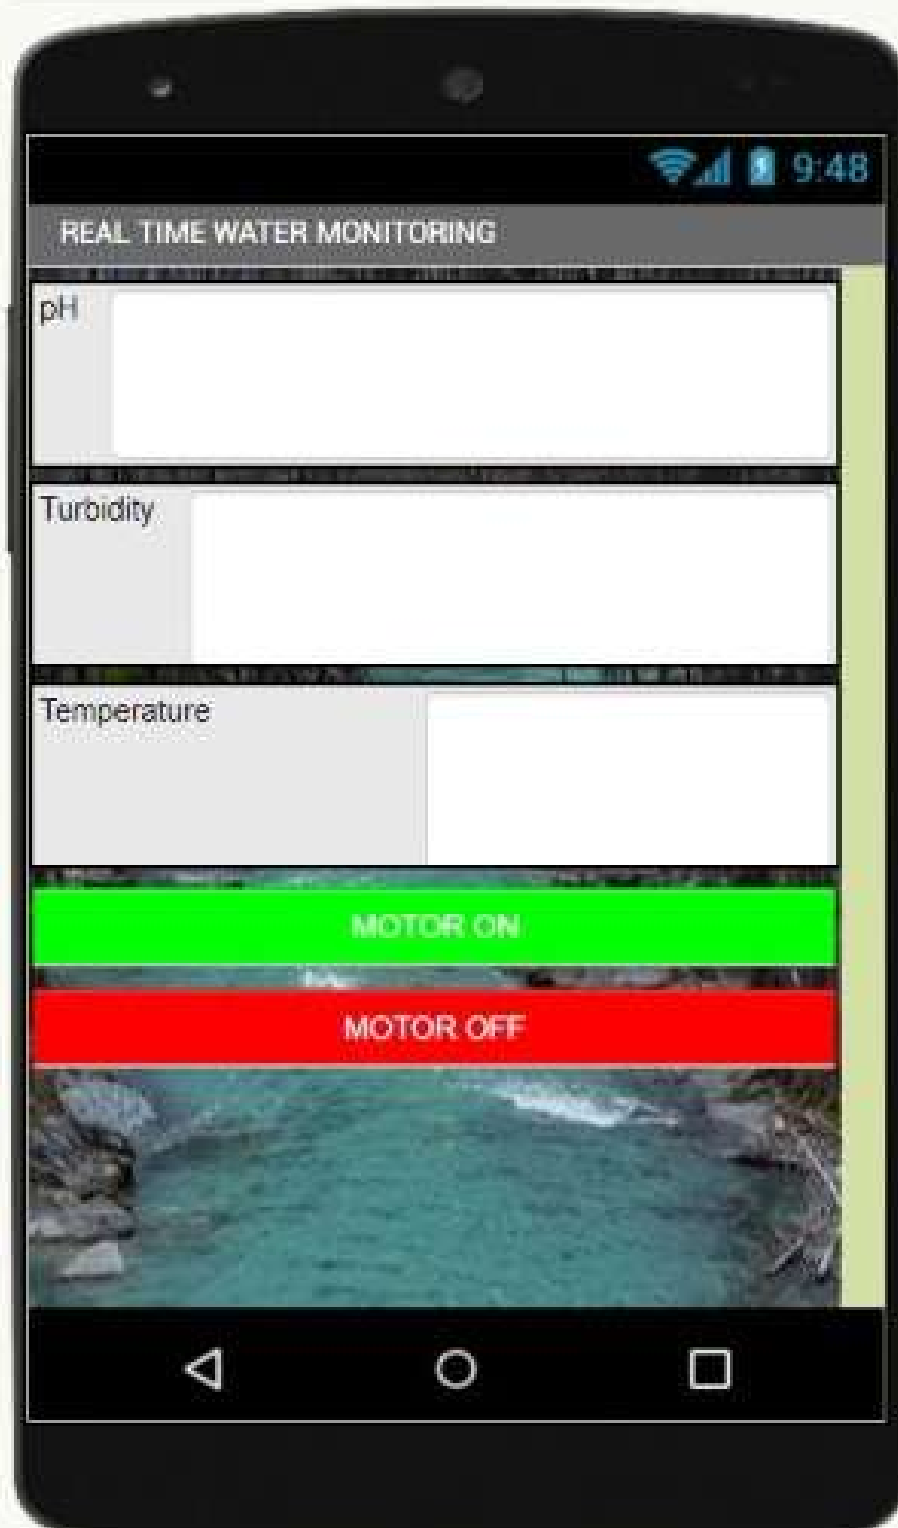 9:48
REAL TIME WATER MONITORING
pH
Turbidity
Temperature
MOTOR ON
MOTOR OFF